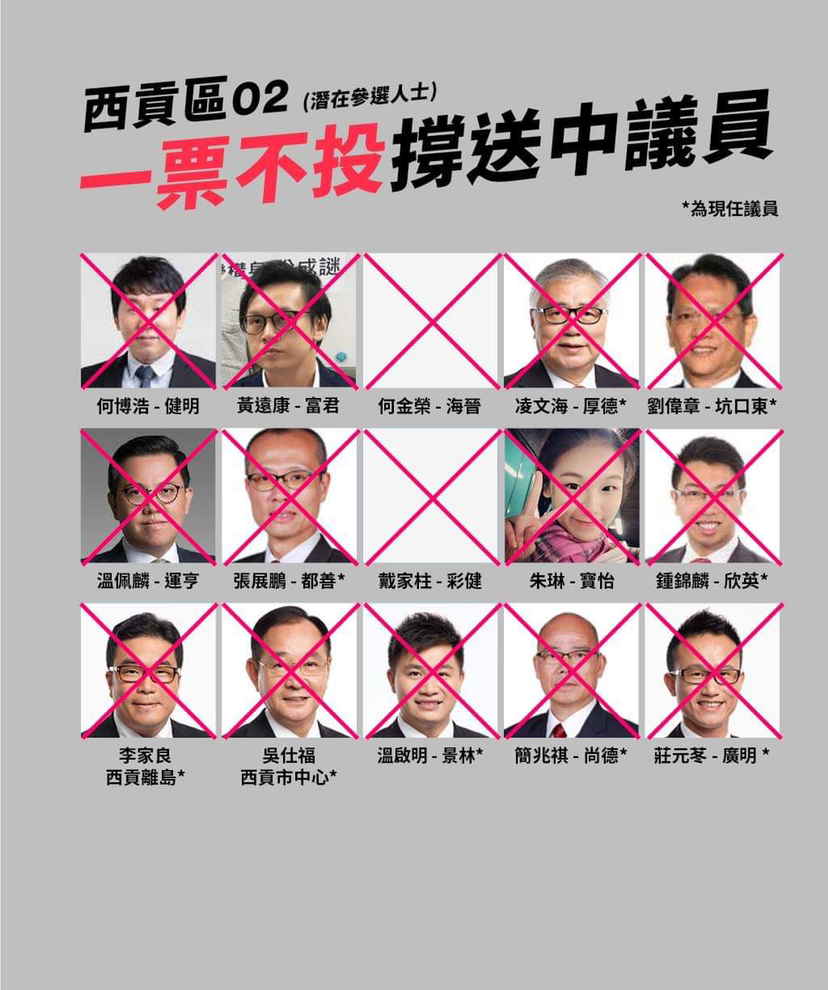 西貢區02 (潛在參選人士)
一票不投撐送中議員
*為現任議員
何博浩 - 健明
黃遠康 - 富君
何金榮 - 海晉
凌文海 - 厚德*
劉偉章 - 坑口東*
溫佩麟 - 運亨
張展鵬 - 都善*
戴家柱 - 彩健
朱琳 - 寶怡
鍾錦麟 - 欣英*
李家良
西貢離島*
吳仕福
西貢市中心*
溫啟明 - 景林*
簡兆祺 - 尚德*
莊元苳 - 廣明 *